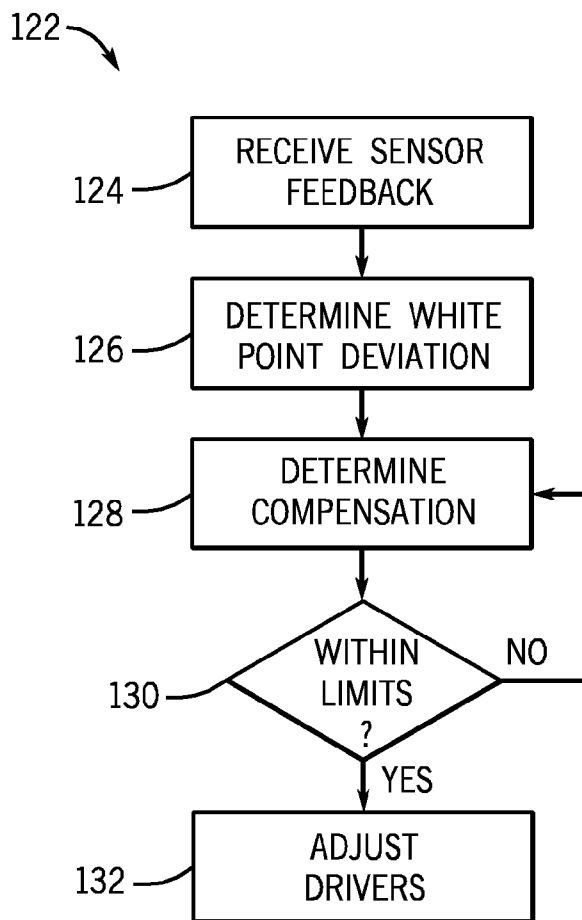 122
124
RECEIVE SENSOR
FEEDBACK
126
DETERMINE WHITE
POINT DEVIATION
128
DETERMINE
COMPENSATION
130
WITHIN
LIMITS
?
NO
YES
132
ADJUST
DRIVERS